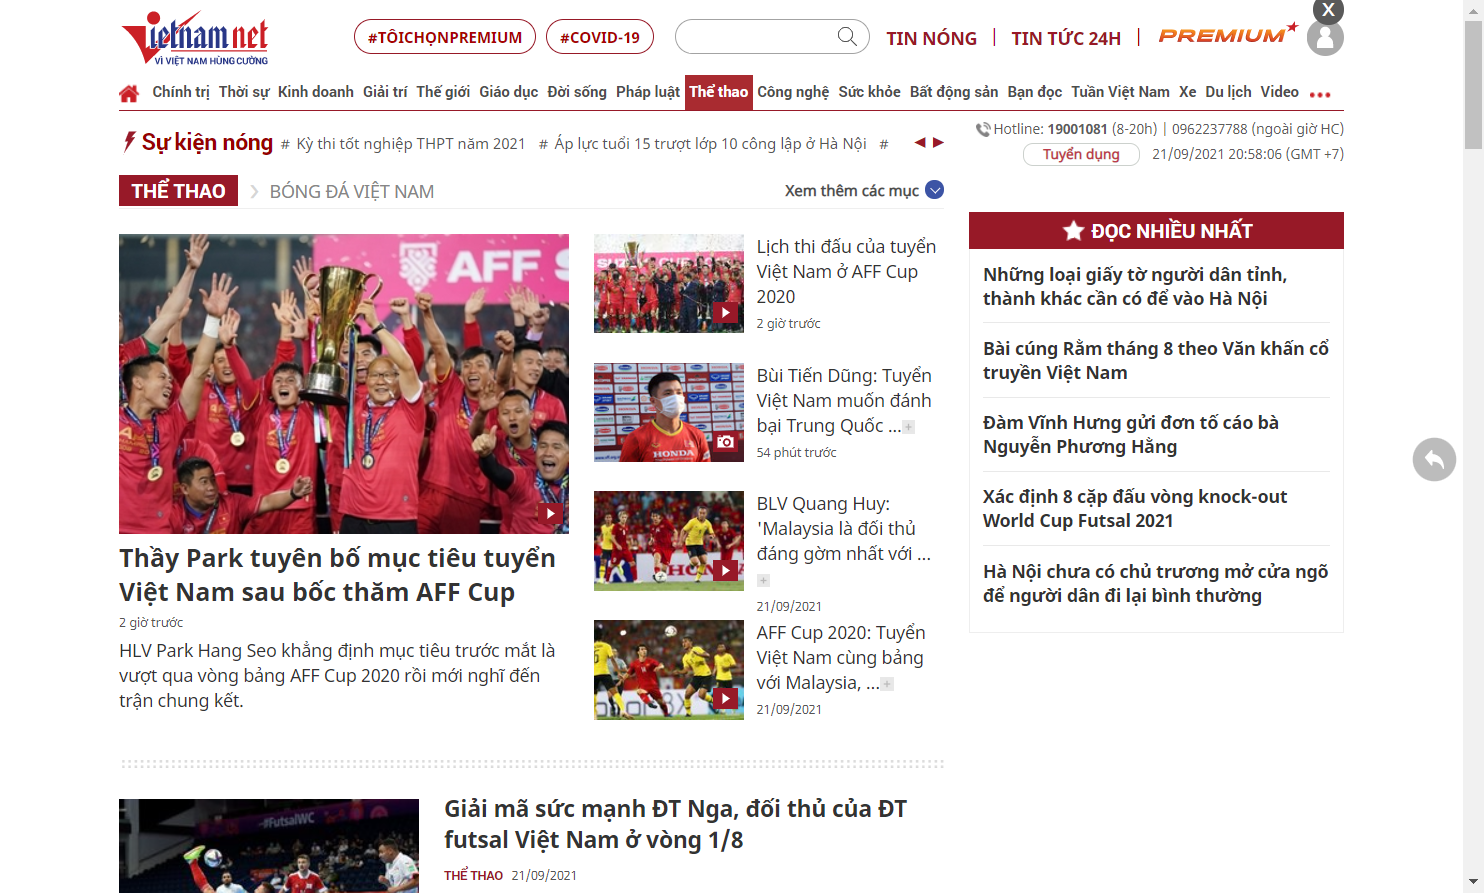 Vietnamnet
VÌ VIỆT NAM HÙNG CƯỜNG
#TÔICHỌNPREMIUM
#COVID-19
TIN NÓNG
TIN TỨC 24H
PREMIUM
X
Chính trị Thời sự Kinh doanh Giải trí Thế giới Giáo dục Đời sống Pháp luật Thể thao Công nghệ Sức khỏe Bất động sản Bạn đọc Tuần Việt Nam Xe Du lịch Video
Sự kiện nóng # Kỳ thi tốt nghiệp THPT năm 2021 # Áp lực tuổi 15 trượt lớp 10 công lập ở Hà Nội #
Hotline: 19001081 (8-20h) | 0962237788 (ngoài giờ HC)
Tuyển dụng 21/09/2021 20:58:06 (GMT +7)
THỂ THAO BÓNG ĐÁ VIỆT NAM
Xem thêm các mục
AFF S
Thầy Park tuyên bố mục tiêu tuyển
Việt Nam sau bốc thăm AFF Cup
2 giờ trước
HLV Park Hang Seo khẳng định mục tiêu trước mắt là
vượt qua vòng bảng AFF Cup 2020 rồi mới nghĩ đến
trận chung kết.
Lịch thi đấu của tuyển
Việt Nam ở AFF Cup
2020
2 giờ trước
HONDA
Bùi Tiến Dũng: Tuyển
Việt Nam muốn đánh
bại Trung Quốc ...
54 phút trước
BLV Quang Huy:
'Malaysia là đối thủ
đáng gờm nhất với ...
21/09/2021
AFF Cup 2020: Tuyển
Việt Nam cùng bảng
với Malaysia, ...
21/09/2021
ĐỌC NHIỀU NHẤT
Những loại giấy tờ người dân tỉnh,
thành khác cần có để vào Hà Nội
Bài cúng Rằm tháng 8 theo Văn khấn cổ
truyền Việt Nam
Đàm Vĩnh Hưng gửi đơn tố cáo bà
Nguyễn Phương Hằng
Xác định 8 cặp đấu vòng knock-out
World Cup Futsal 2021
Hà Nội chưa có chủ trương mở cửa ngõ
để người dân đi lại bình thường
#FutsalWC
Giải mã sức mạnh ĐT Nga, đối thủ của ĐT
futsal Việt Nam ở vòng 1/8
THỂ THAO 21/09/2021